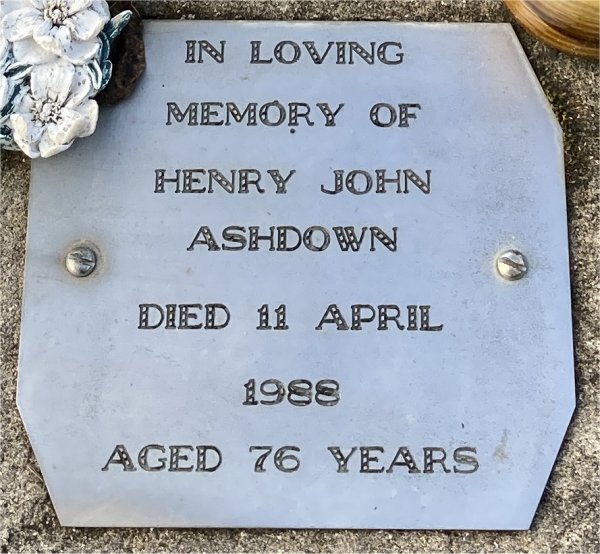 IN LOVING
MEMORY OF
HENRY JOHN
ASHDOWN
DIED 11 APRIL
1988
AGED 76 YEARS